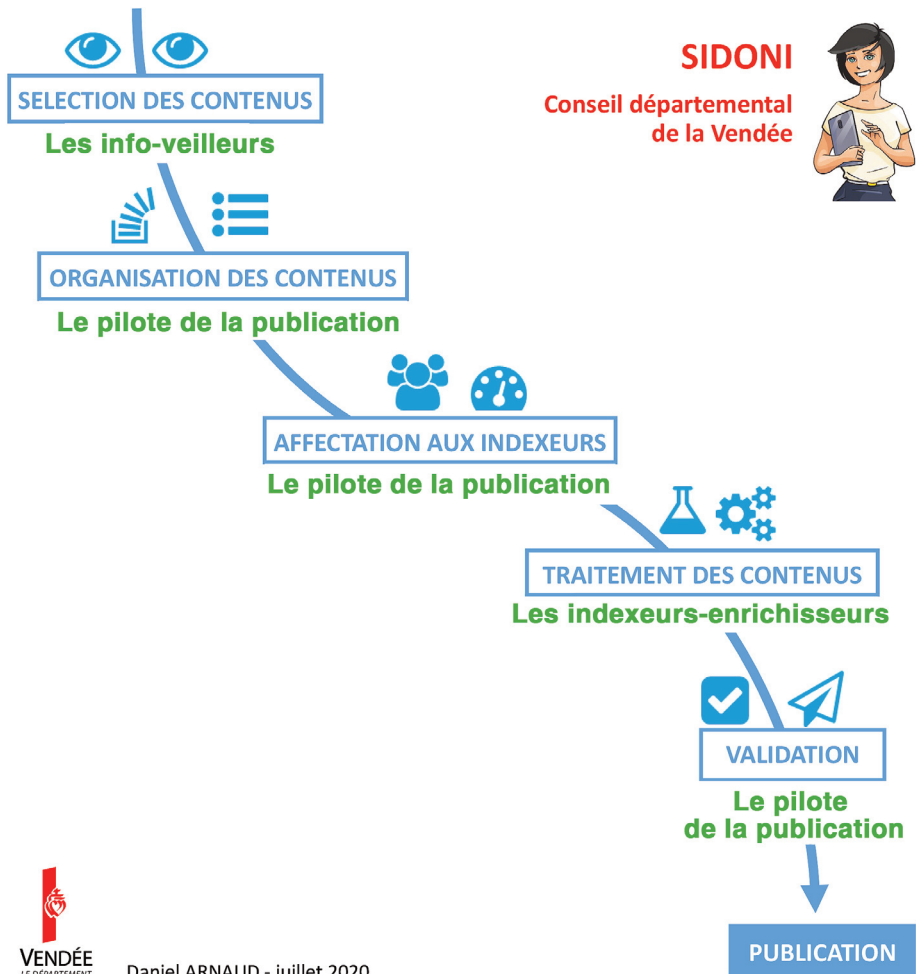 SIDONI
Conseil départemental
de la Vendée
SELECTION DES CONTENUS
Les info-veilleurs
ORGANISATION DES CONTENUS
Le pilote de la publication
AFFECTATION AUX INDEXEURS
Le pilote de la publication
TRAITEMENT DES CONTENUS
Les indexeurs-enrichisseurs
VALIDATION
Le pilote
de la publication
PUBLICATION
VENDÉE
LE DÉPARTEMENT
Daniel ARNAUD - juillet 2020